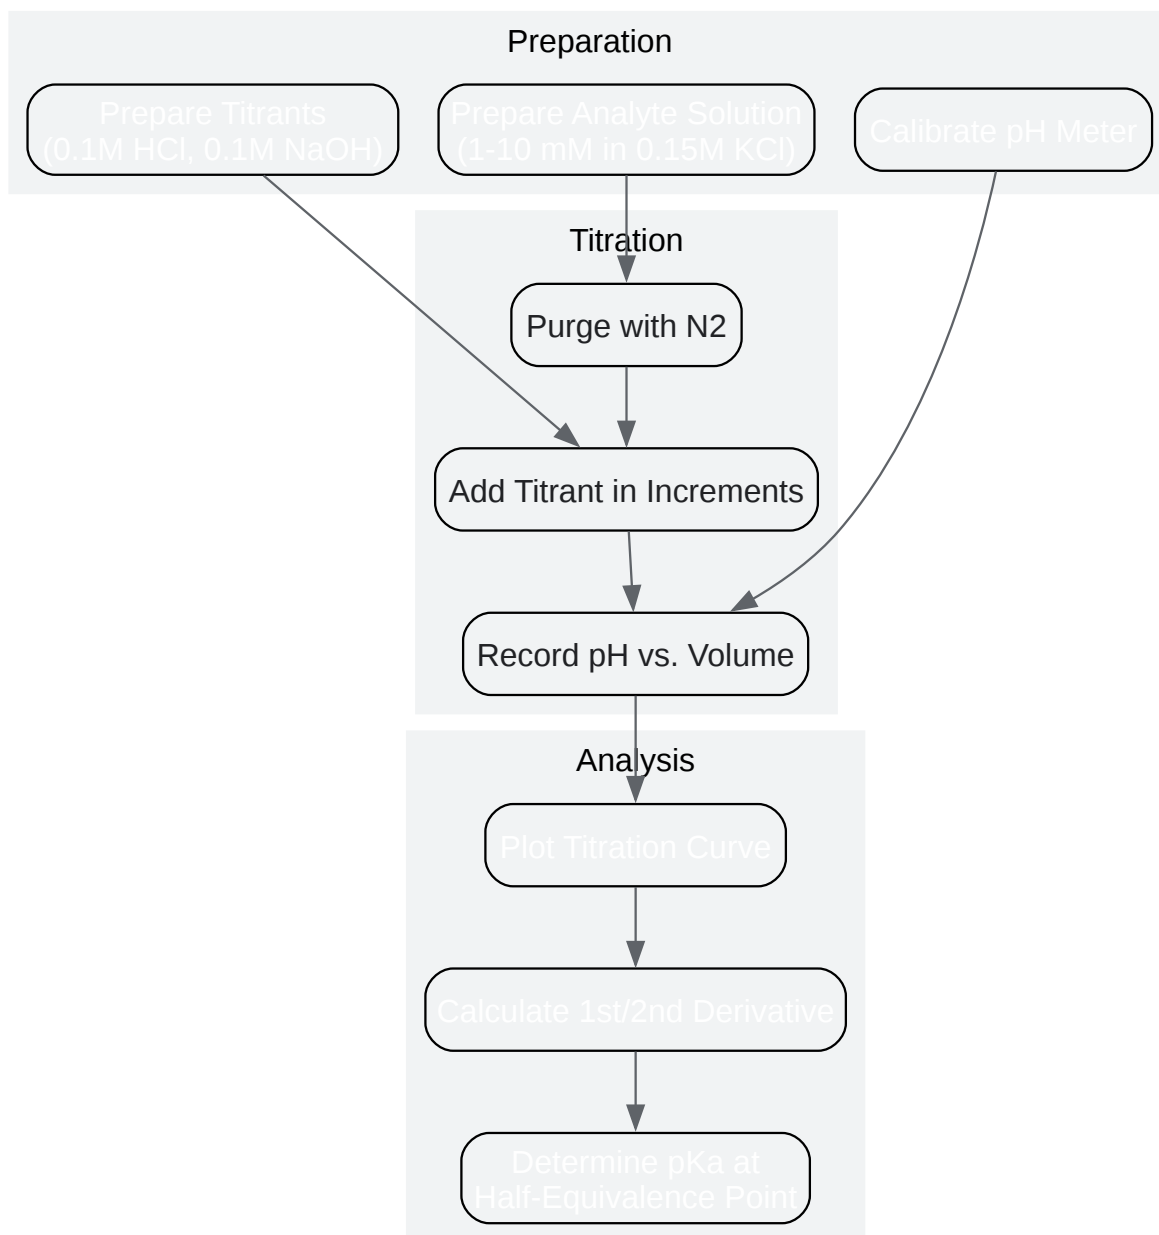 Preparation
Prepare Titrants
(0.1M HCl, 0.1M NaOH)
Prepare Analyte Solution
(1-10 mM in 0.15M KCl)
Calibrate pH Meter
Titration
Purge with N2
Add Titrant in Increments
Record pH vs. Volume
Analysis
Plot Titration Curve
Calculate 1st/2nd Derivative
Determine pKa at
Half-Equivalence Point